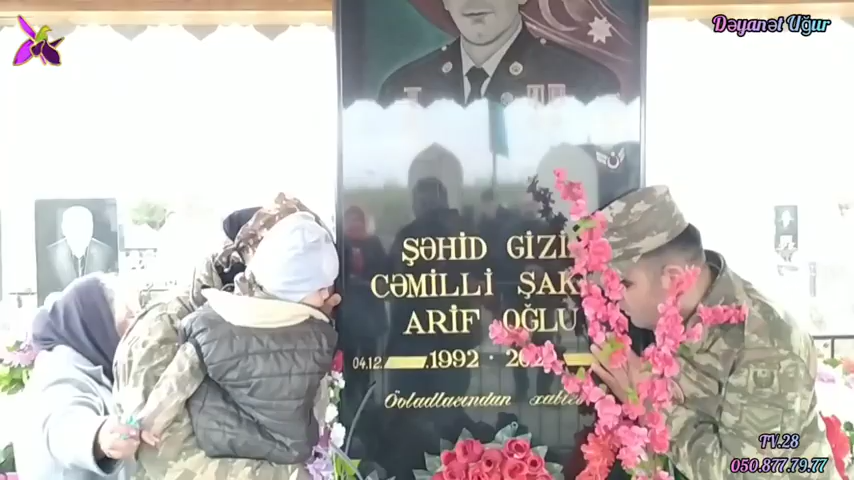 Dəyanət Uğur
ŞƏHİD GİZİ
CƏMİLLİ ŞAK
ARİF OĞLU
04.12. 1992 ·
Övladlarından
TV.28
050.877.79.77